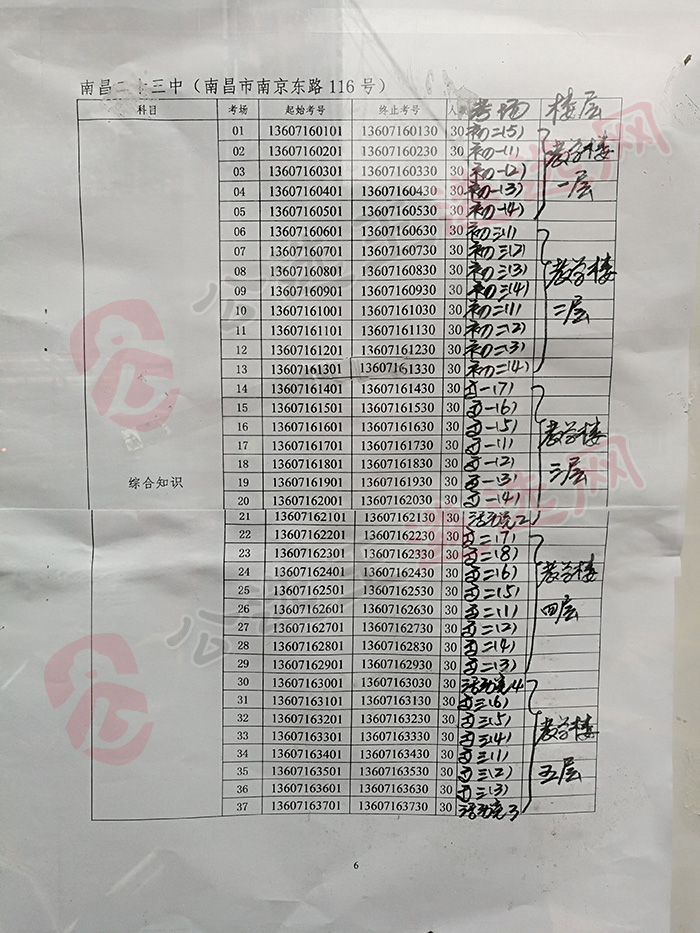 南昌二十三中（南昌市南京东路116号）
科目 考场 起始考号 终止考号 人数 考场 楼层
01 13607160101 13607160130 30 初二(5)
02 13607160201 13607160230 30 初一(1) 教学楼
03 13607160301 13607160330 30 初一(2)
04 13607160401 13607160430 30 初一(3) 一层
05 13607160501 13607160530 30 初一(4)
06 13607160601 13607160630 30 初三(1)
07 13607160701 13607160730 30 初三(2)
08 13607160801 13607160830 30 初三(3) 教学楼
09 13607160901 13607160930 30 初三(4)
10 13607161001 13607161030 30 初二(1) 二层
11 13607161101 13607161130 30 初二(2)
12 13607161201 13607161230 30 初二(3)
13 13607161301 13607161330 30 初二(4)
14 13607161401 13607161430 30 高一(7)
15 13607161501 13607161530 30 高一(6)
16 13607161601 13607161630 30 高一(5) 教学楼
17 13607161701 13607161730 30 高一(1)
18 13607161801 13607161830 30 高一(2) 三层
综合知识 19 13607161901 13607161930 30 高一(3)
20 13607162001 13607162030 30 高一(4)
21 13607162101 13607162130 30 活动室2
22 13607162201 13607162230 30 高二(7)
23 13607162301 13607162330 30 高二(8)
24 13607162401 13607162430 30 高二(6) 教学楼
25 13607162501 13607162530 30 高二(5)
26 13607162601 13607162630 30 高二(1) 四层
27 13607162701 13607162730 30 高二(2)
28 13607162801 13607162830 30 高二(4)
29 13607162901 13607162930 30 高二(3)
30 13607163001 13607163030 30 活动室4
31 13607163101 13607163130 30 高三(6)
32 13607163201 13607163230 30 高三(5) 教学楼
33 13607163301 13607163330 30 高三(4)
34 13607163401 13607163430 30 高三(1) 五层
35 13607163501 13607163530 30 高三(2)
36 13607163601 13607163630 30 高三(3)
37 13607163701 13607163730 30 活动室3
6